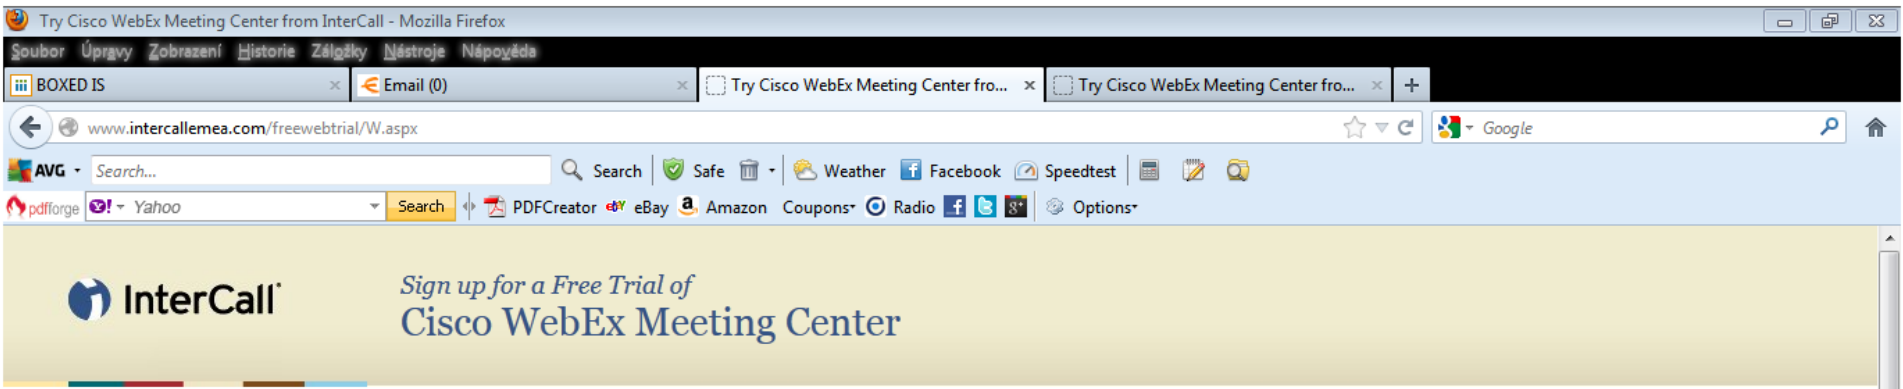 Try Cisco WebEx Meeting Center from InterCall - Mozilla Firefox
Soubor Úpravy Zobrazení Historie Záložky Nástroje Nápověda
BOXED IS Email (0) Try Cisco WebEx Meeting Center fro... Try Cisco WebEx Meeting Center fro...
www.intercallemea.com/freewebtrial/W.aspx Google
AVG Search... Search Safe Weather Facebook Speedtest
pdfforge Yahoo Search PDFCreator eBay Amazon Coupons Radio Options
InterCall
Sign up for a Free Trial of
Cisco WebEx Meeting Center